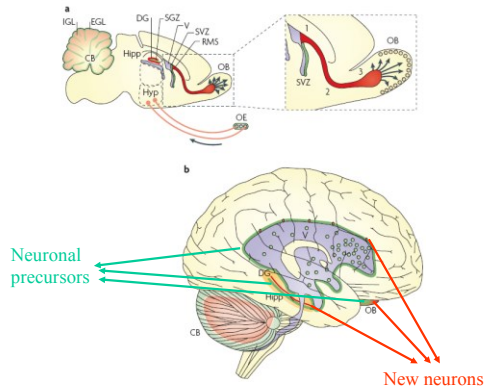 a
IGL EGL
DG SGZ V SVZ RMS
Hipp
OB
CB
Hyp
OE
1
SVZ
3
2
OB
b
V
Neuronal
precursors
DG
Hipp
OB
CB
New neurons